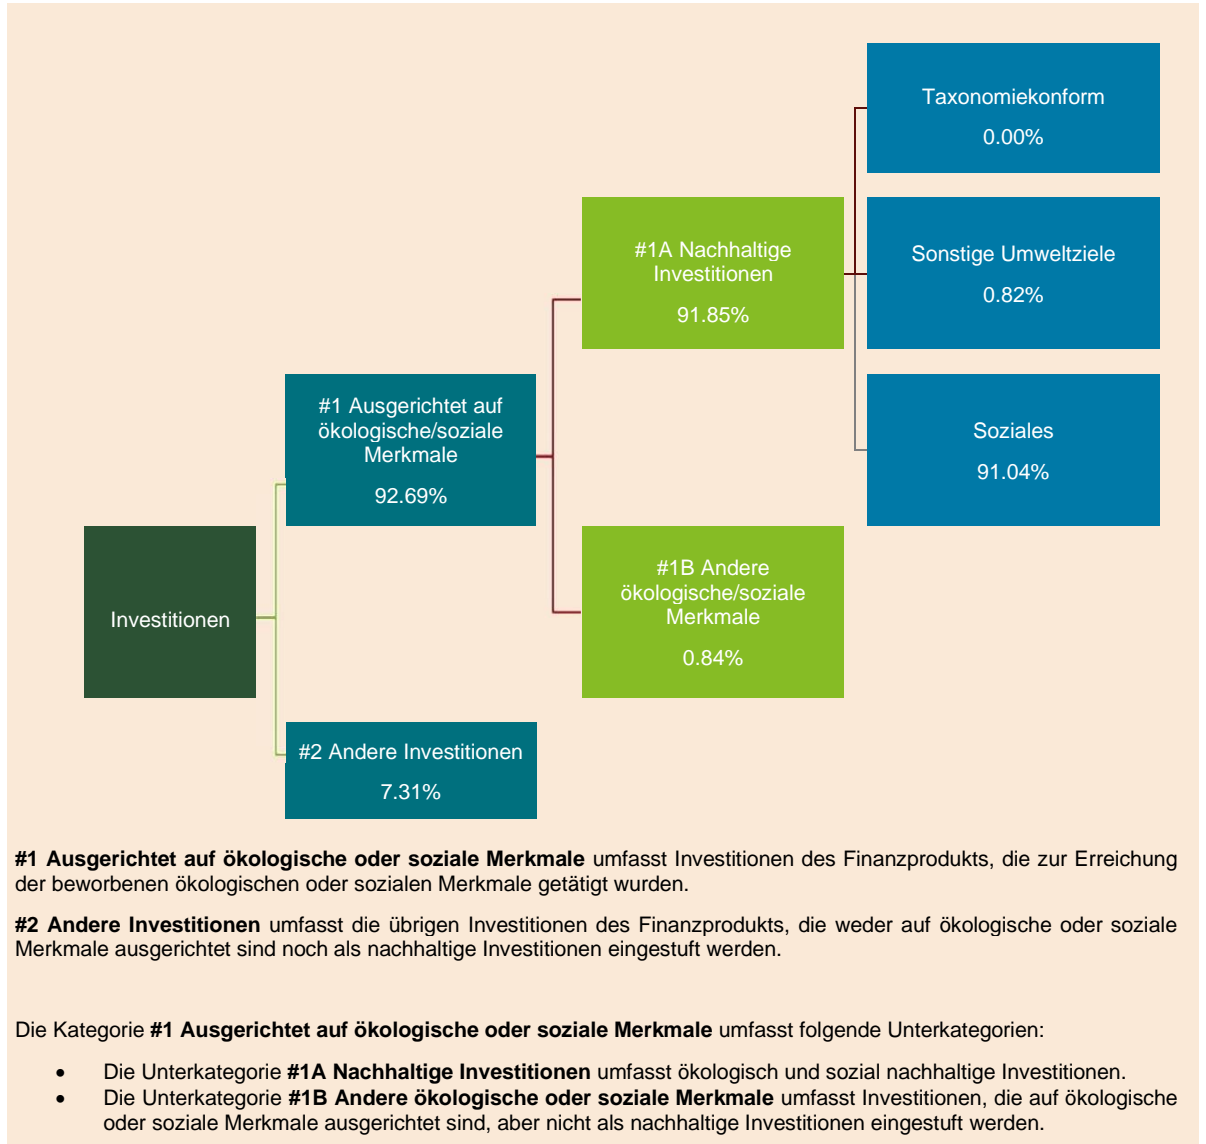 Taxonomiekonform
0.00%
#1A Nachhaltige
Investitionen
91.85%
Sonstige Umweltziele
0.82%
#1 Ausgerichtet auf
ökologische/soziale
Merkmale
92.69%
Soziales
91.04%
Investitionen
#1B Andere
ökologische/soziale
Merkmale
0.84%
#2 Andere Investitionen
7.31%
#1 Ausgerichtet auf ökologische oder soziale Merkmale umfasst Investitionen des Finanzprodukts, die zur Erreichung
der beworbenen ökologischen oder sozialen Merkmale getätigt wurden.
#2 Andere Investitionen umfasst die übrigen Investitionen des Finanzprodukts, die weder auf ökologische oder soziale
Merkmale ausgerichtet sind noch als nachhaltige Investitionen eingestuft werden.
Die Kategorie #1 Ausgerichtet auf ökologische oder soziale Merkmale umfasst folgende Unterkategorien:
• Die Unterkategorie #1A Nachhaltige Investitionen umfasst ökologisch und sozial nachhaltige Investitionen.
• Die Unterkategorie #1B Andere ökologische oder soziale Merkmale umfasst Investitionen, die auf ökologische
oder soziale Merkmale ausgerichtet sind, aber nicht als nachhaltige Investitionen eingestuft werden.